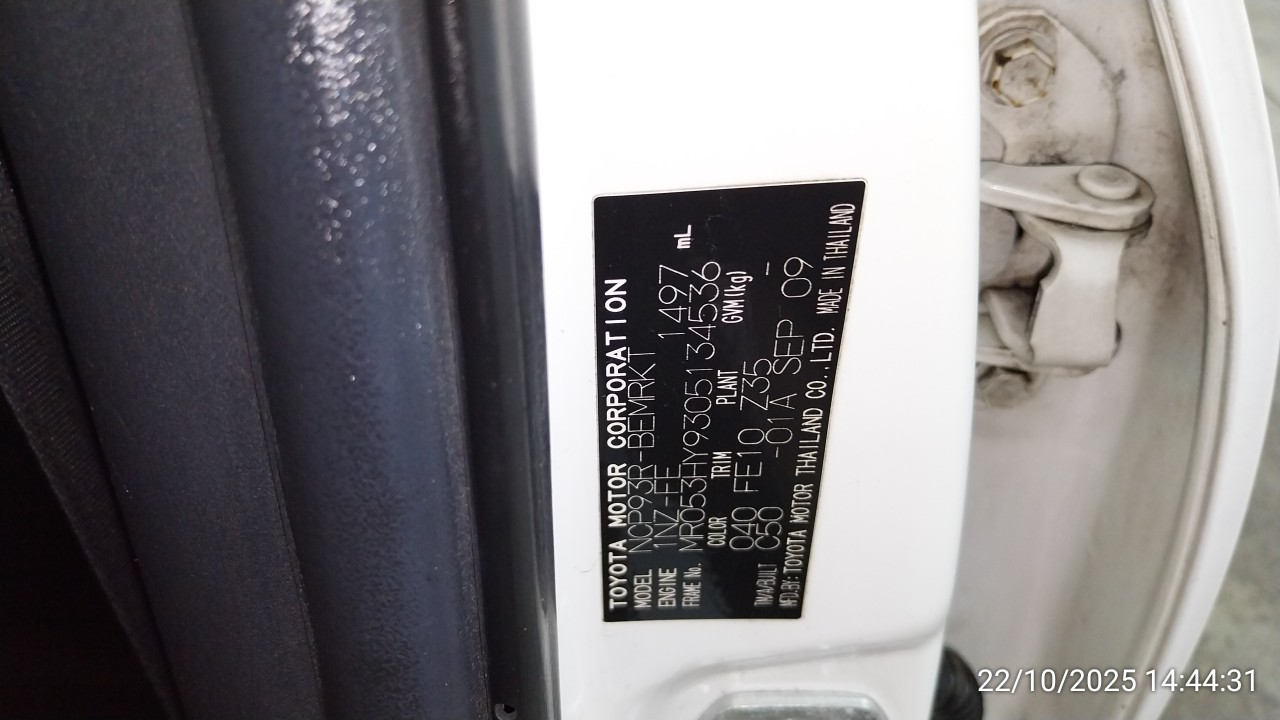 TOYOTA MOTOR CORPORATION
MODEL NCP93R-BEMRKT
ENGINE 1NZ-FE 1497 mL
FRAME No. MR053HY9305134536
COLOR TRIM PLANT GVM(kg)
040 FE10 Z35 -
C50 -01A SEP 09
TMA/BUILT
MFD.BY:TOYOTA MOTOR THAILAND CO.,LTD. MADE IN THAILAND
22/10/2025 14:44:31